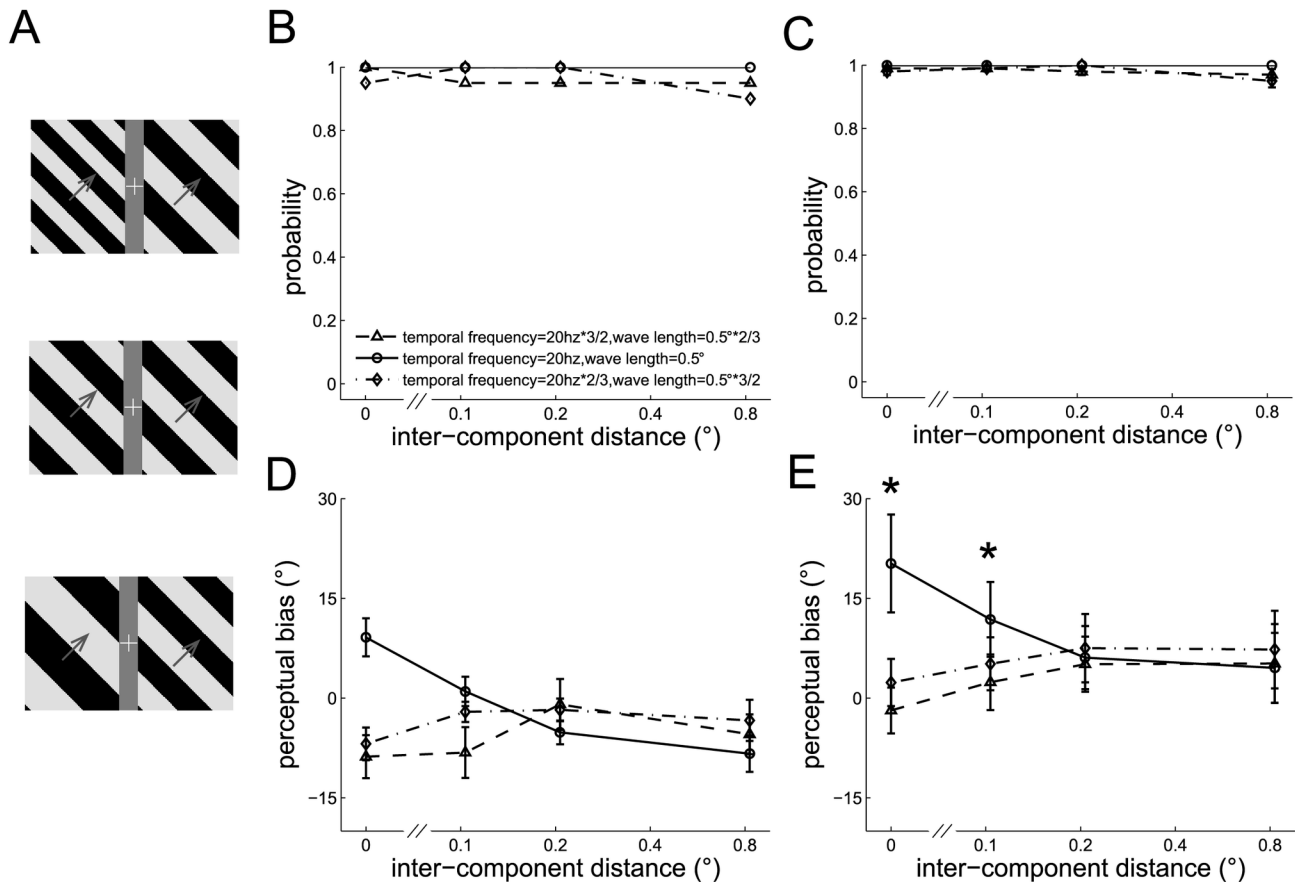 A
B
C
probability
1
0.8
0.6
0.4
0.2
0
temporal frequency=20hz*3/2,wave length=0.5°*2/3
temporal frequency=20hz,wave length=0.5°
temporal frequency=20hz*2/3,wave length=0.5°*3/2
0 // 0.1 0.2 0.4 0.8
inter-component distance (°)
probability
1
0.8
0.6
0.4
0.2
0
0 // 0.1 0.2 0.4 0.8
inter-component distance (°)
D
perceptual bias (°)
30
15
0
−15
0 // 0.1 0.2 0.4 0.8
inter-component distance (°)
E
perceptual bias (°)
30
15
0
−15
*
*
0 // 0.1 0.2 0.4 0.8
inter-component distance (°)